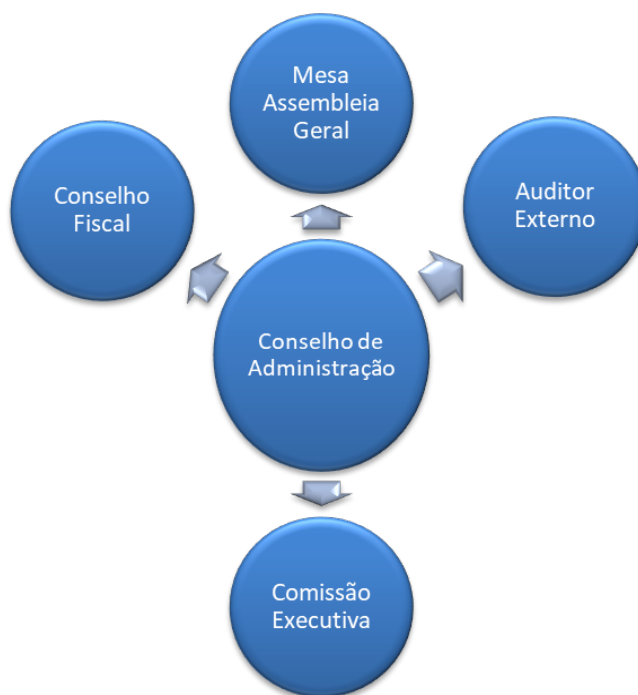 Mesa
Assembleia
Geral
Conselho
Fiscal
Auditor
Externo
Conselho de
Administração
Comissão
Executiva